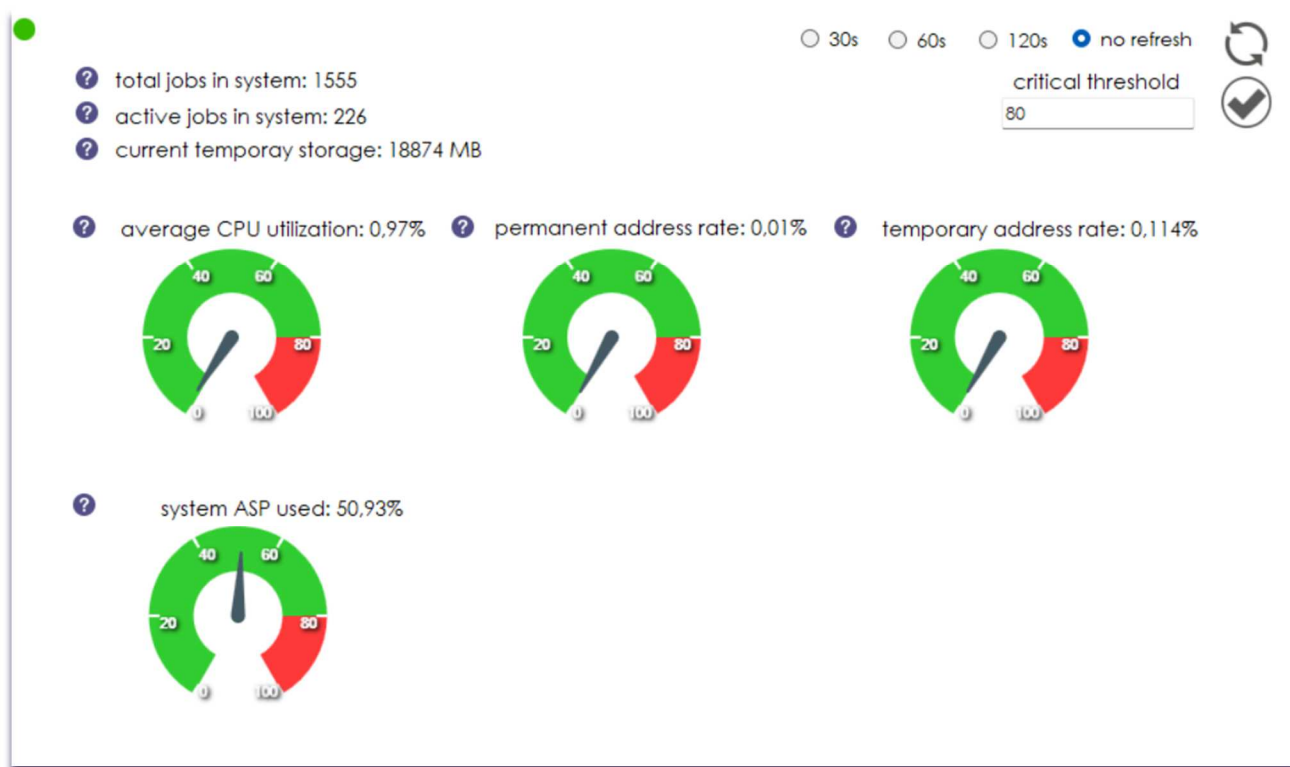 30s 60s 120s no refresh
? total jobs in system: 1555
critical threshold
? active jobs in system: 226
80
? current temporay storage: 18874 MB
? average CPU utilization: 0,97%
? permanent address rate: 0,01%
? temporary address rate: 0,114%
40 60
20 80
0 100
40 60
20 80
0 100
40 60
20 80
0 100
? system ASP used: 50,93%
40 60
20 80
0 100